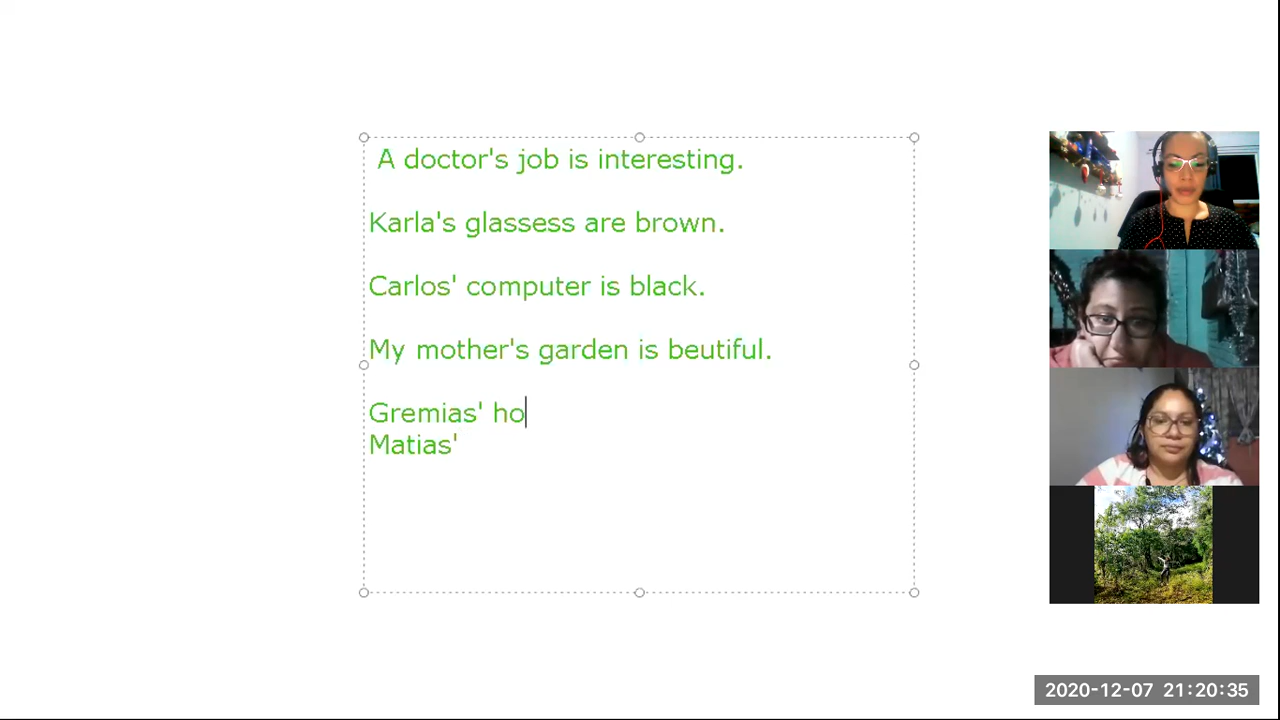 A doctor's job is interesting.
Karla's glassess are brown.
Carlos' computer is black.
My mother's garden is beutiful.
Gremias' ho
Matias'
2020-12-07 21:20:35